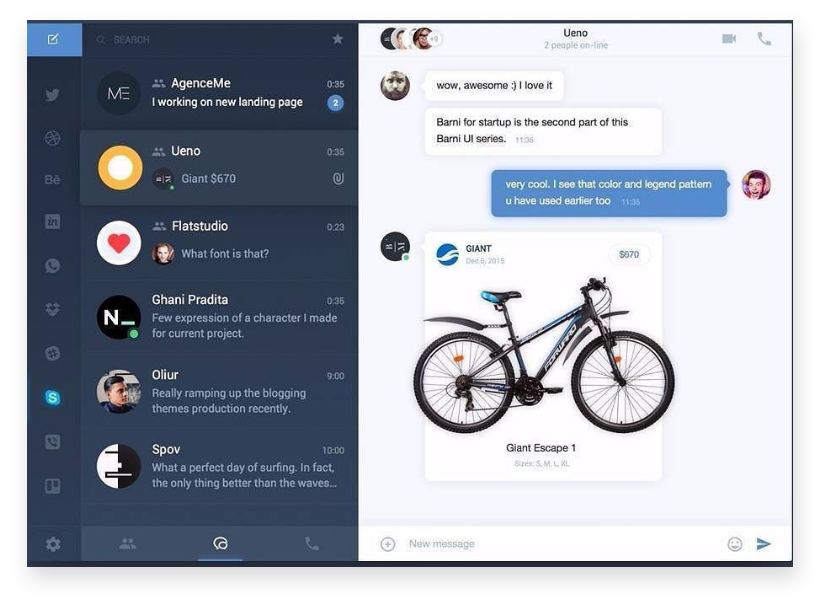 SEARCH
ME
AgenceMe
0:35
I working on new landing page
2
Ueno
0:35
Giant $670
Flatstudio
0:23
What font is that?
N_
Ghani Pradita
0:35
Few expression of a character I made
for current project.
Oliur
9:00
Really ramping up the blogging
themes production recently.
Spov
10:00
What a perfect day of surfing. In fact,
the only thing better than the waves...
Bē
in
S
+9
Ueno
2 people on-line
wow, awesome :) I love it
Barni for startup is the second part of this
Barni UI series. 11:35
very cool. I see that color and legend pattern
u have used earlier too 11:35
GIANT
Dec 6, 2015
$670
FORWARD
Giant Escape 1
Sizes: S, M, L, XL
New message